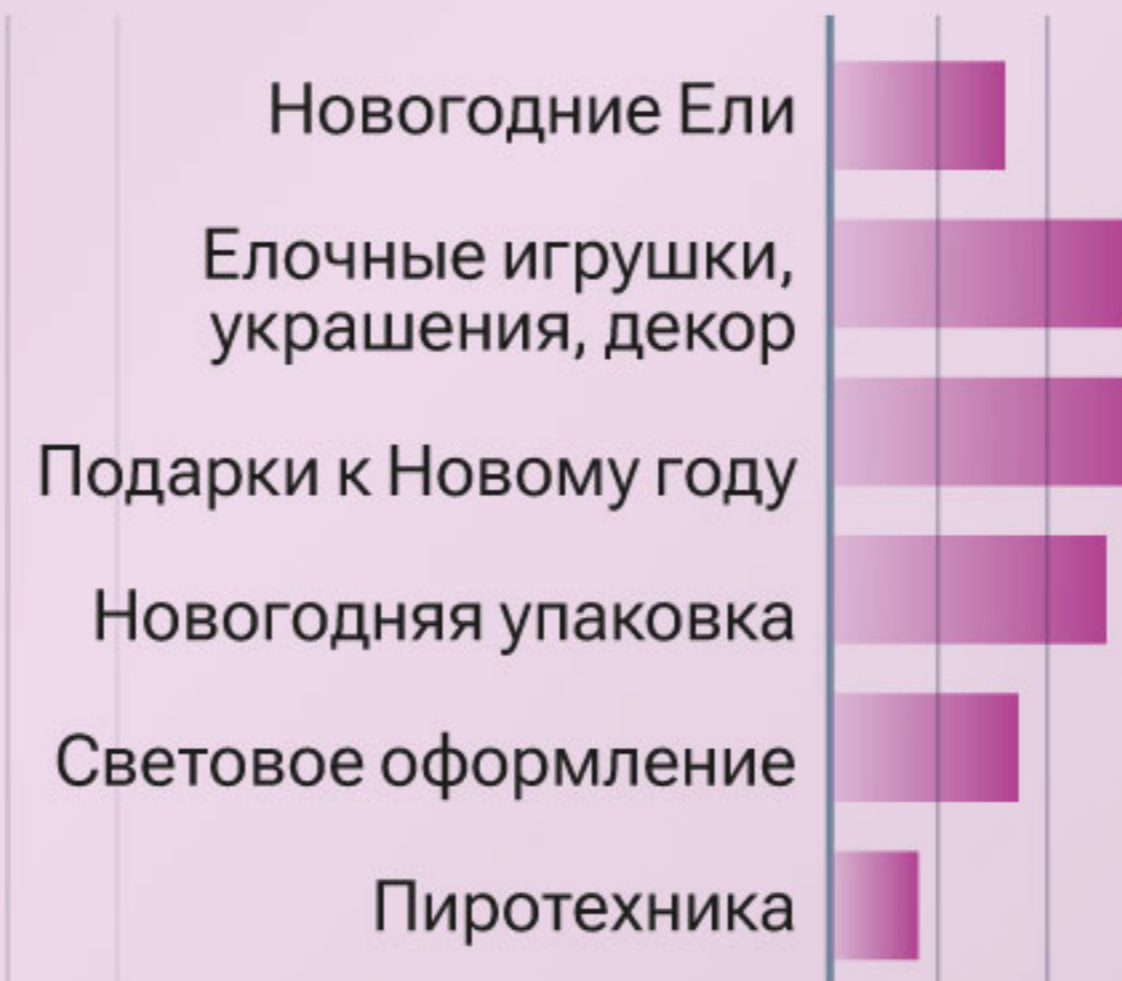 Новогодние Ели
Елочные игрушки,
украшения, декор
Подарки к Новому году
Новогодняя упаковка
Световое оформление
Пиротехника